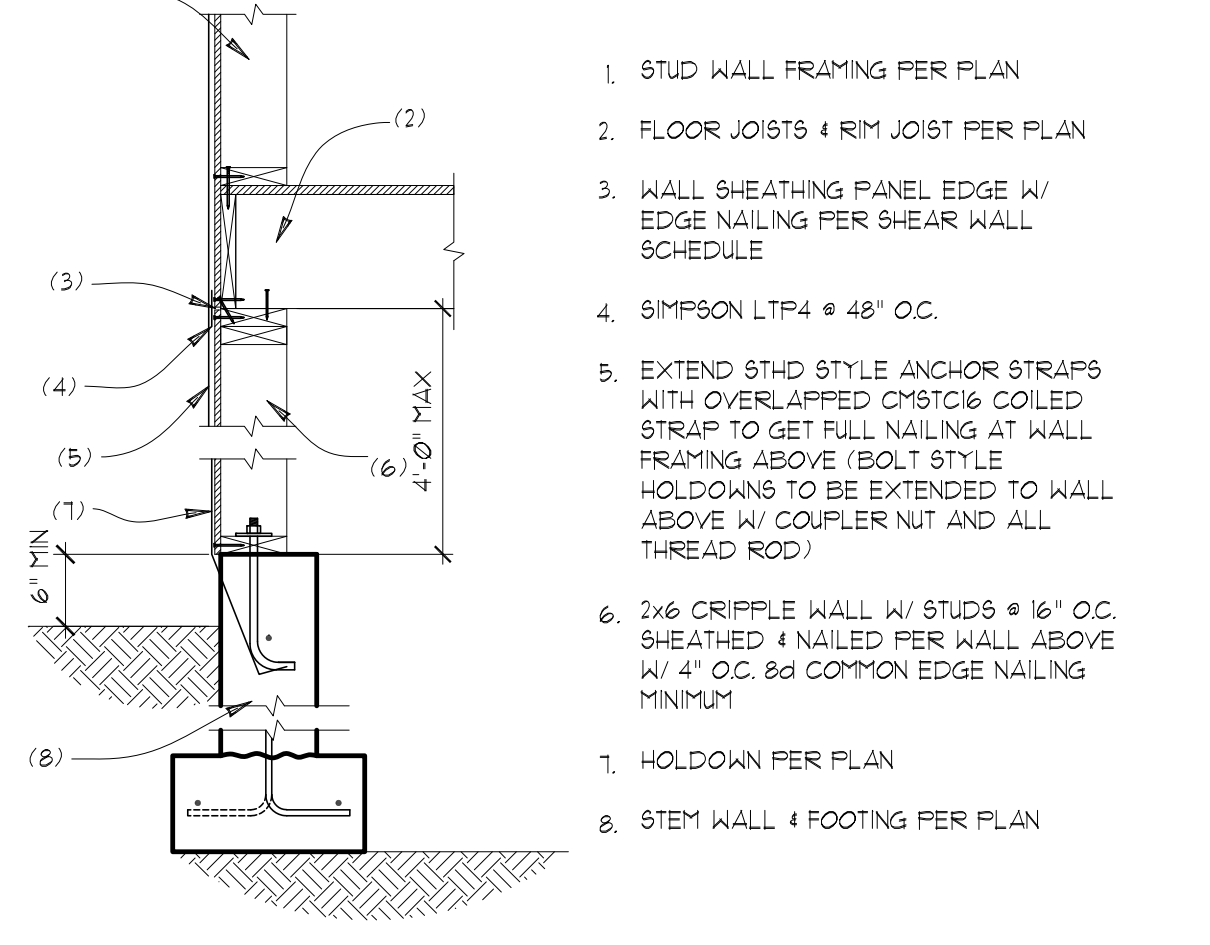 (2)
(3)
(4)
(5)
(6)
(7)
(8)
4'-0" MAX
6" MIN
1. STUD WALL FRAMING PER PLAN
2. FLOOR JOISTS & RIM JOIST PER PLAN
3. WALL SHEATHING PANEL EDGE W/
EDGE NAILING PER SHEAR WALL
SCHEDULE
4. SIMPSON LTP4 @ 48" O.C.
5. EXTEND STHD STYLE ANCHOR STRAPS
WITH OVERLAPPED CMSTC16 COILED
STRAP TO GET FULL NAILING AT WALL
FRAMING ABOVE (BOLT STYLE
HOLDOWNS TO BE EXTENDED TO WALL
ABOVE W/ COUPLER NUT AND ALL
THREAD ROD)
6. 2x6 CRIPPLE WALL W/ STUDS @ 16" O.C.
SHEATHED & NAILED PER WALL ABOVE
W/ 4" O.C. 8d COMMON EDGE NAILING
MINIMUM
7. HOLDOWN PER PLAN
8. STEM WALL & FOOTING PER PLAN